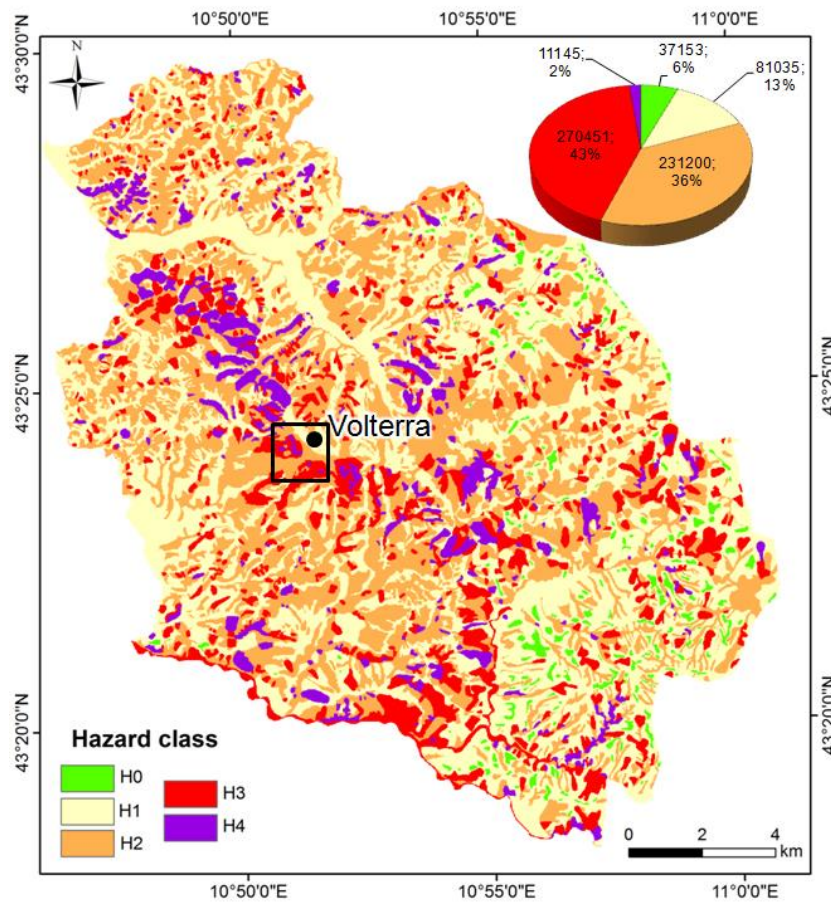 10°50'0"E 10°55'0"E 11°0'0"E
43°30'0"N
N
11145;
2%
37153;
6%
81035;
13%
270451;
43%
231200;
36%
43°25'0"N
43°25'0"N
Volterra
43°20'0"N
43°20'0"N
Hazard class
H0
H1
H2
H3
H4
0 2 4
km
10°50'0"E 10°55'0"E 11°0'0"E